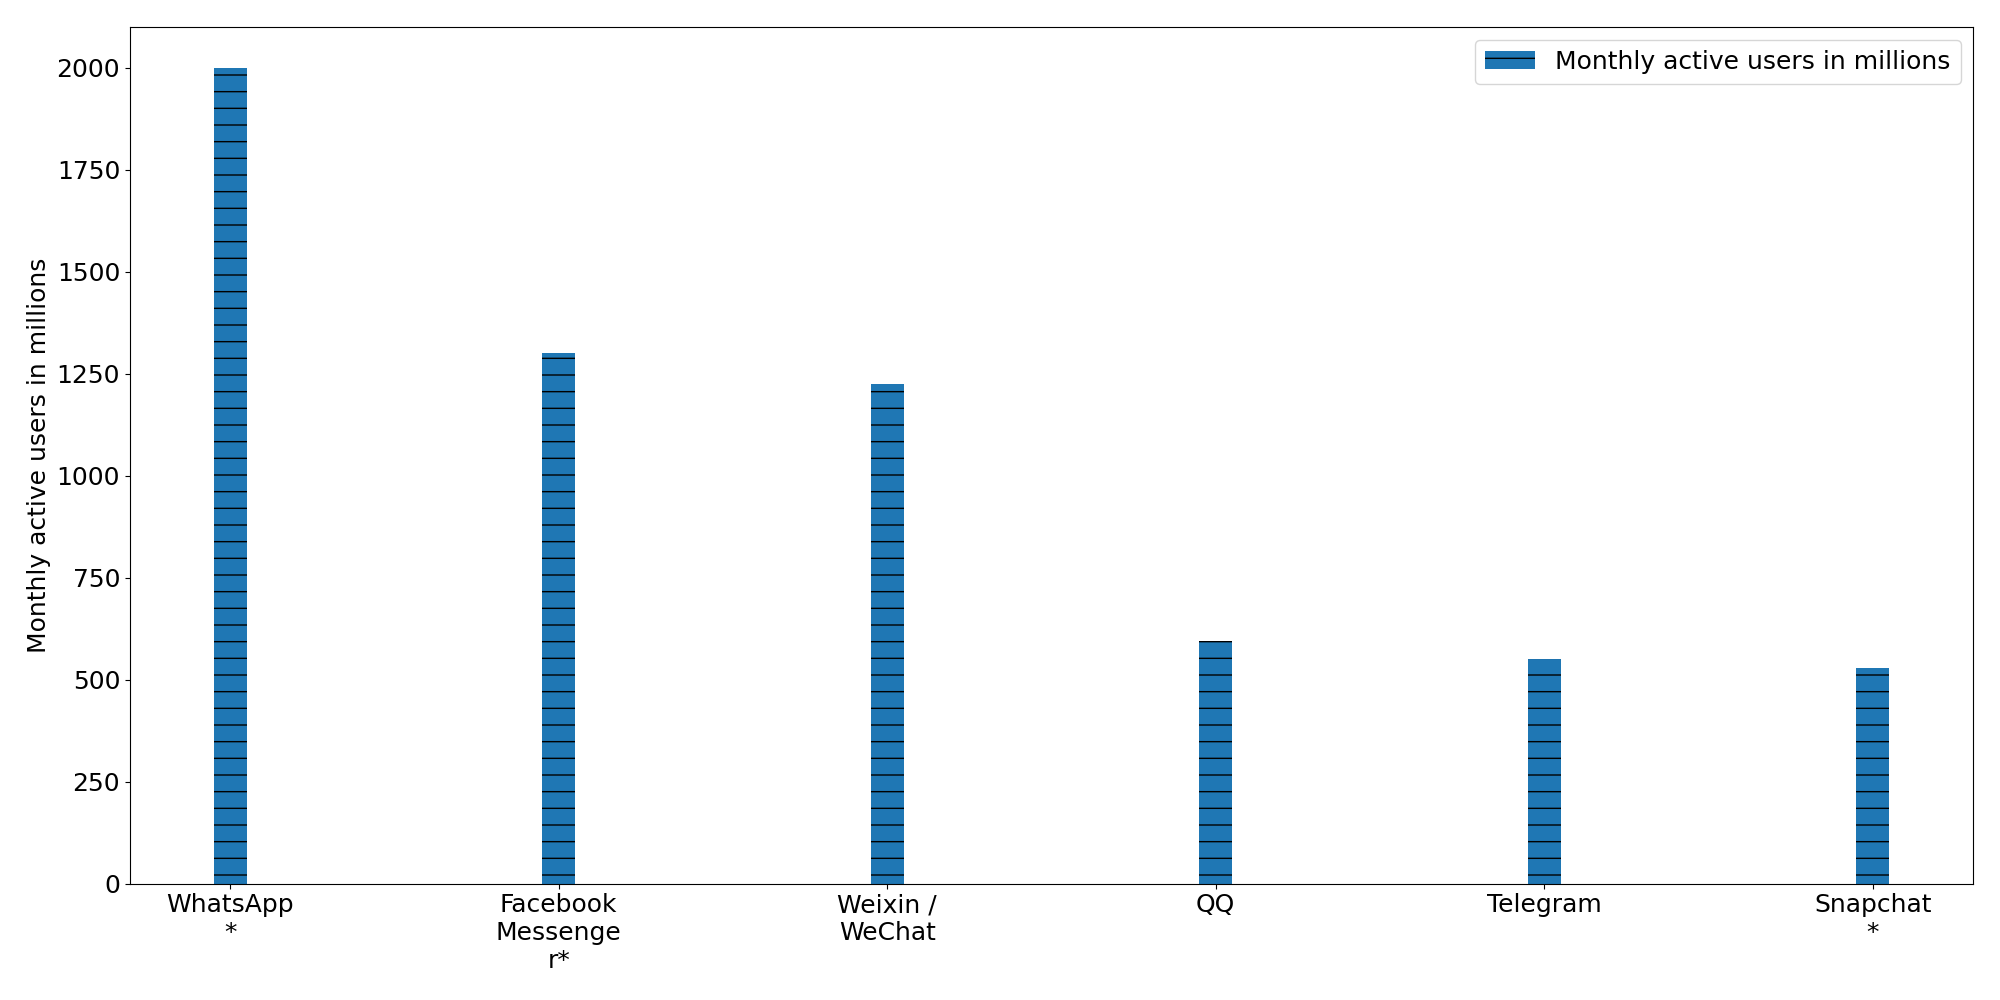 Monthly active users in millions
2000
1750
1500
1250
1000
750
500
250
0
Monthly active users in millions
WhatsApp
*
Facebook
Messenge
r*
Weixin /
WeChat
QQ
Telegram
Snapchat
*